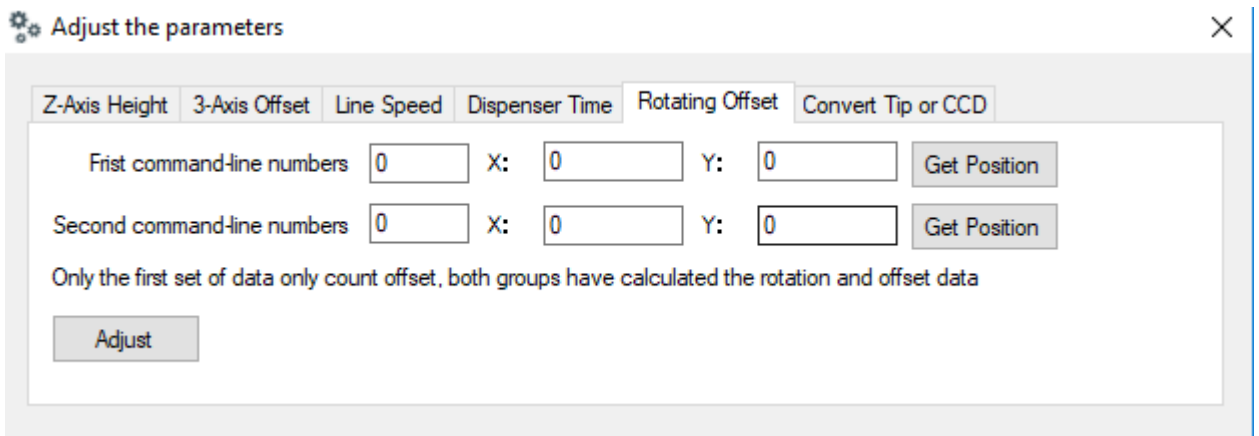 Adjust the parameters
Z-Axis Height 3-Axis Offset Line Speed Dispenser Time Rotating Offset Convert Tip or CCD
Frist command-line numbers 0 X: 0 Y: 0 Get Position
Second command-line numbers 0 X: 0 Y: 0 Get Position
Only the first set of data only count offset, both groups have calculated the rotation and offset data
Adjust